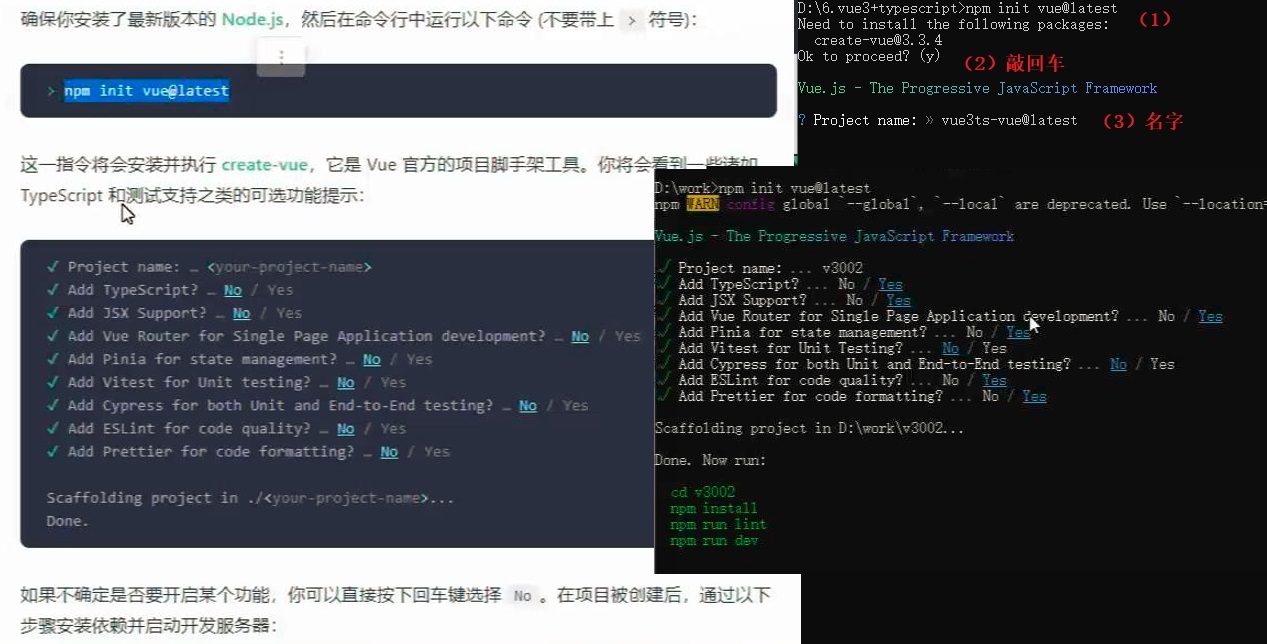 确保你安装了最新版本的 Node.js，然后在命令行中运行以下命令 (不要带上 > 符号)：
> npm init vue@latest
这一指令将会安装并执行 create-vue，它是 Vue 官方的项目脚手架工具。你将会看到一些诸如
TypeScript 和测试支持之类的可选功能提示：
✓ Project name: … <your-project-name>
✓ Add TypeScript? … No / Yes
✓ Add JSX Support? … No / Yes
✓ Add Vue Router for Single Page Application development? … No / Yes
✓ Add Pinia for state management? … No / Yes
✓ Add Vitest for Unit testing? … No / Yes
✓ Add Cypress for both Unit and End-to-End testing? … No / Yes
✓ Add ESLint for code quality? … No / Yes
✓ Add Prettier for code formatting? … No / Yes
Scaffolding project in ./<your-project-name>...
Done.
如果不确定是否要开启某个功能，你可以直接按下回车键选择 No 。在项目被创建后，通过以下
步骤安装依赖并启动开发服务器：
D:\6.vue3+typescript>npm init vue@latest （1）
Need to install the following packages:
create-vue@3.3.4
Ok to proceed? (y) （2）敲回车
Vue.js - The Progressive JavaScript Framework
? Project name: » vue3ts-vue@latest （3）名字
D:\work>npm init vue@latest
npm WARN config global `--global`, `--local` are deprecated. Use `--location=
Vue.js - The Progressive JavaScript Framework
√ Project name: ... v3002
√ Add TypeScript? ... No / Yes
√ Add JSX Support? ... No / Yes
√ Add Vue Router for Single Page Application development? ... No / Yes
√ Add Pinia for state management? ... No / Yes
√ Add Vitest for Unit Testing? ... No / Yes
√ Add Cypress for both Unit and End-to-End testing? ... No / Yes
√ Add ESLint for code quality? ... No / Yes
√ Add Prettier for code formatting? ... No / Yes
Scaffolding project in D:\work\v3002...
Done. Now run:
cd v3002
npm install
npm run lint
npm run dev